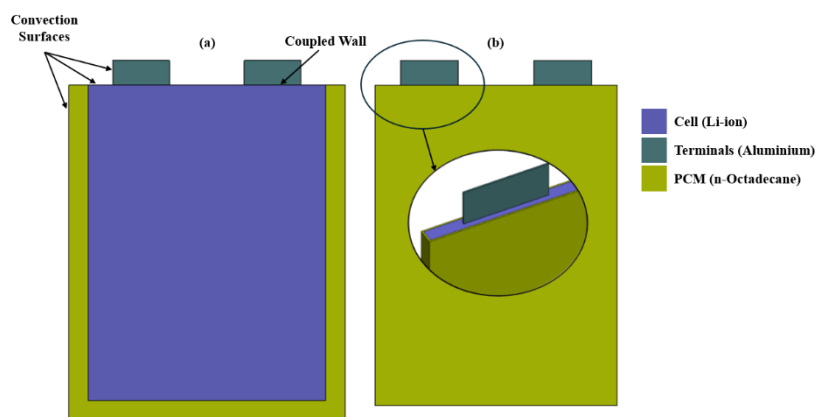 Convection
Surfaces
(a)
Coupled Wall
(b)
Cell (Li-ion)
Terminals (Aluminium)
PCM (n-Octadecane)